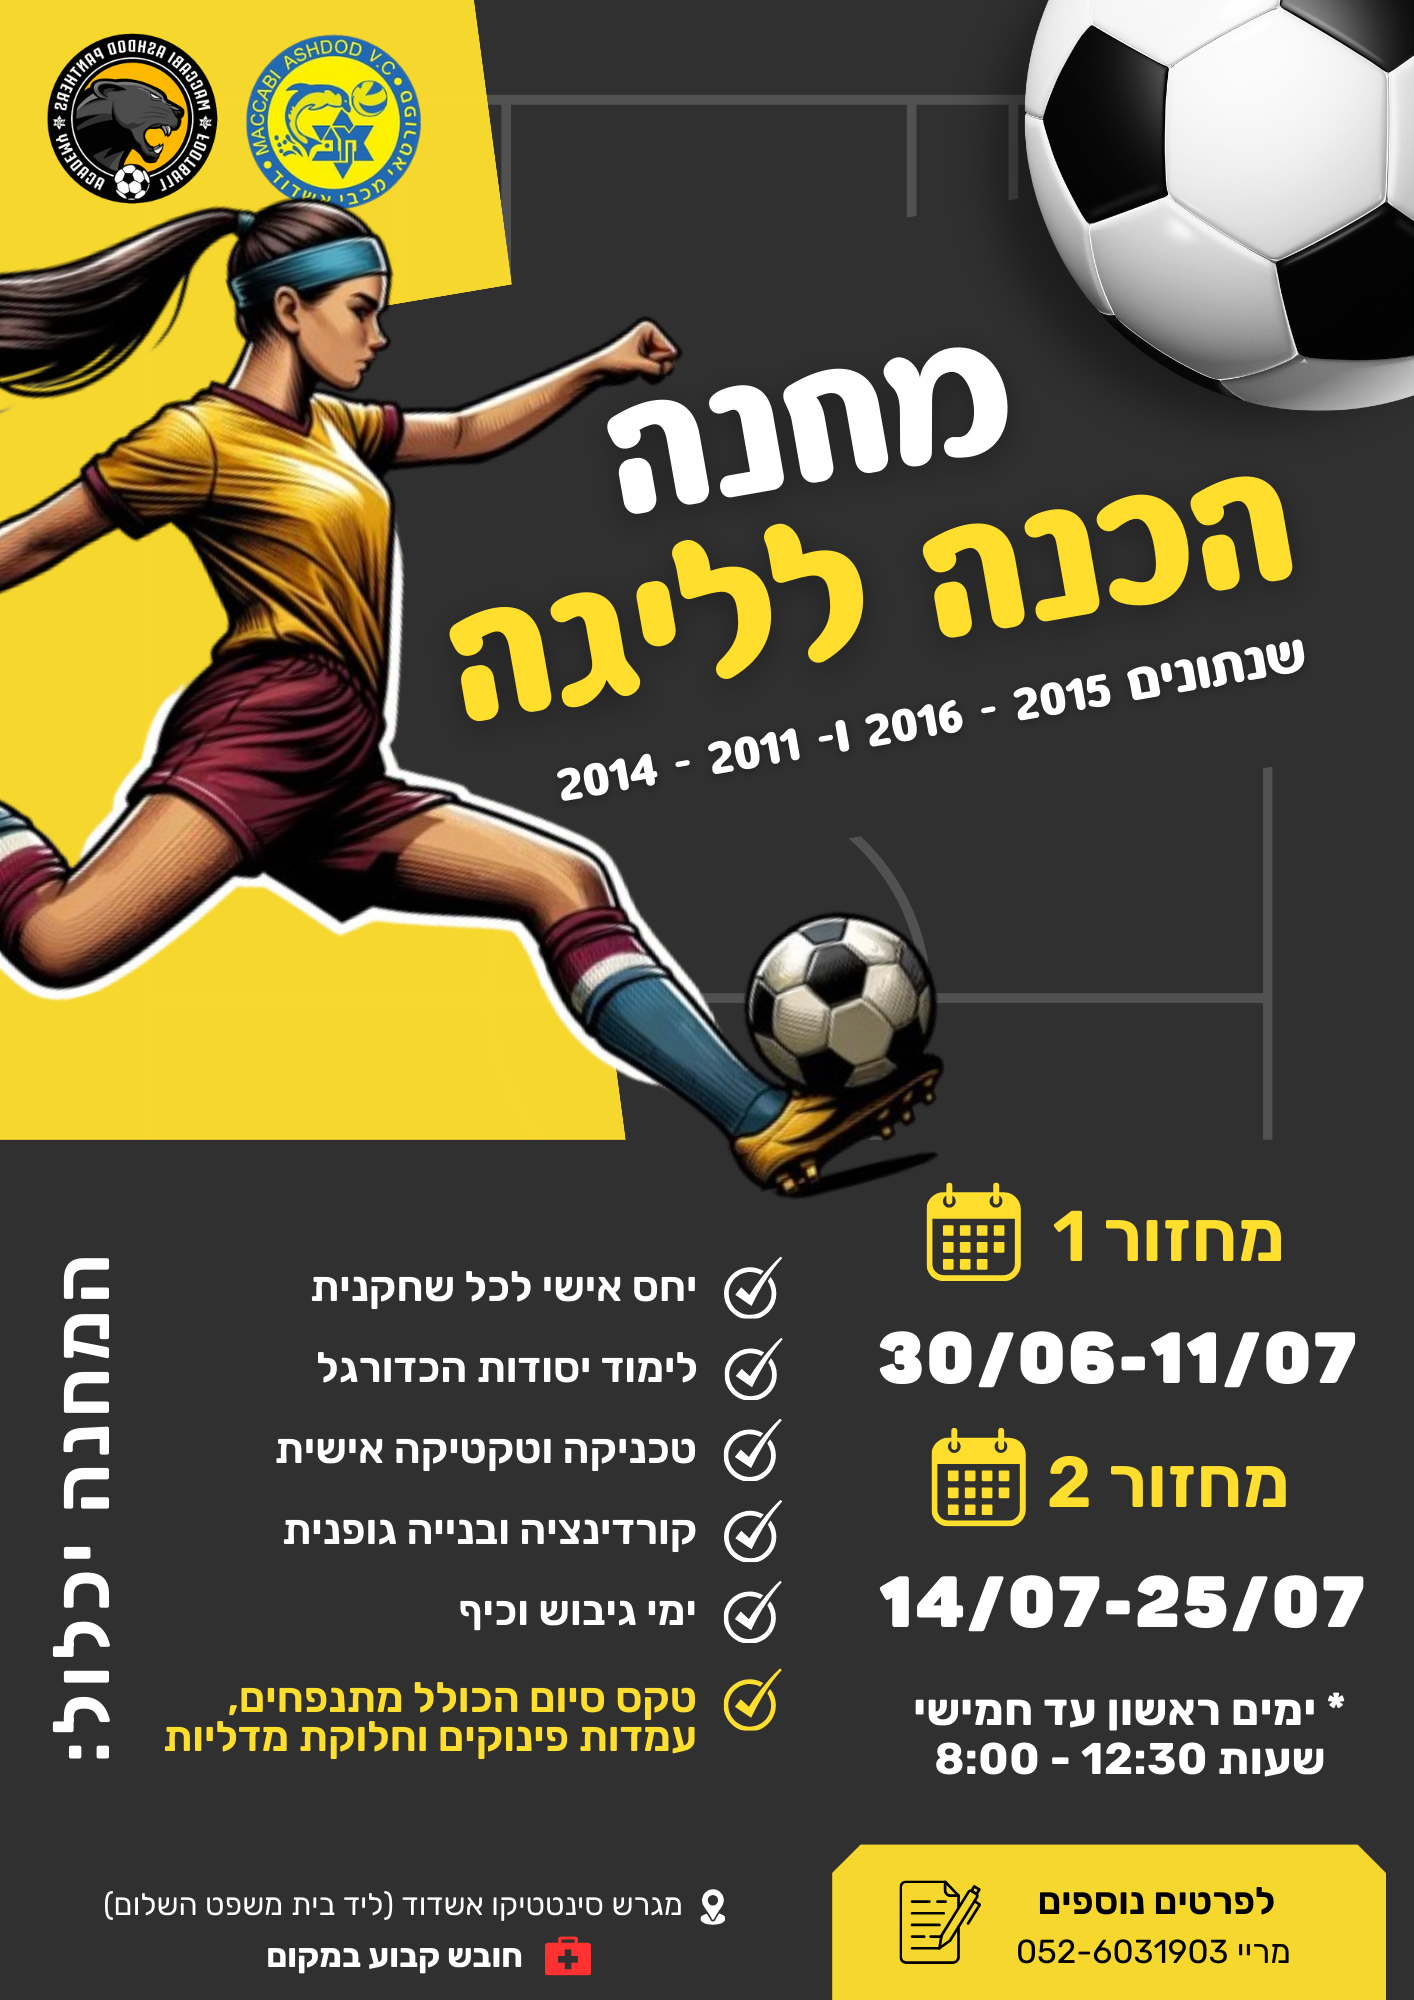 MACCABI ASHDOD PANTHERS
FOOTBALL
ACADEMY
MACCABI ASHDOD V.C
מכבי אשדוד
מחנה
הכנה לליגה
שנתונים 2015 - 2016 ו- 2011 - 2014
מחזור 1
30/06-11/07
מחזור 2
14/07-25/07
* ימים ראשון עד חמישי
שעות 12:30 - 8:00
המחנה יכלול:
יחס אישי לכל שחקנית
לימוד יסודות הכדורגל
טכניקה וטקטיקה אישית
קורדינציה ובנייה גופנית
ימי גיבוש וכיף
טקס סיום הכולל מתנפחים,
עמדות פינוקים וחלוקת מדליות
מגרש סינטטיקו אשדוד (ליד בית משפט השלום)
חובש קבוע במקום
לפרטים נוספים
מריי 052-6031903